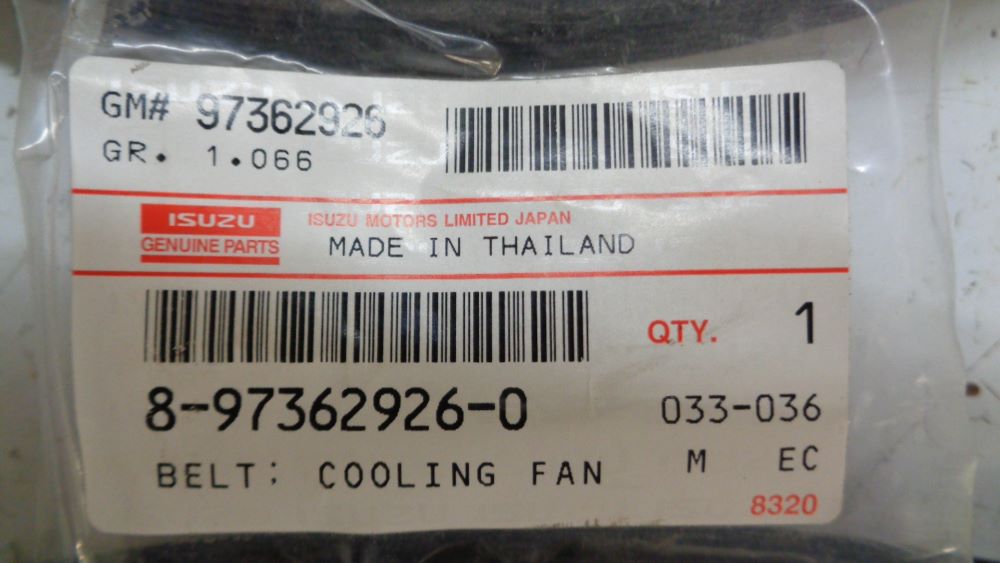 GM# 97362926
GR. 1.066
ISUZU
GENUINE PARTS
ISUZU MOTORS LIMITED JAPAN
MADE IN THAILAND
QTY. 1
8-97362926-0
033-036
BELT; COOLING FAN
M EC
8320